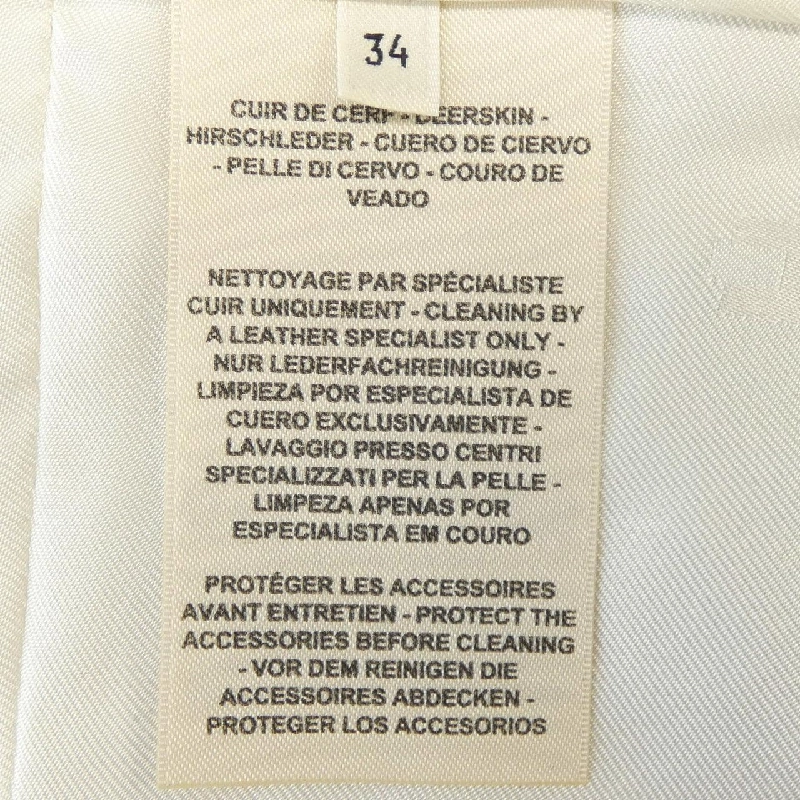 34
CUIR DE CERF - DEERSKIN -
HIRSCHLEDER - CUERO DE CIERVO
- PELLE DI CERVO - COURO DE
VEADO
NETTOYAGE PAR SPÉCIALISTE
CUIR UNIQUEMENT - CLEANING BY
A LEATHER SPECIALIST ONLY -
NUR LEDERFACHREINIGUNG -
LIMPIEZA POR ESPECIALISTA DE
CUERO EXCLUSIVAMENTE -
LAVAGGIO PRESSO CENTRI
SPECIALIZZATI PER LA PELLE -
LIMPEZA APENAS POR
ESPECIALISTA EM COURO
PROTÉGER LES ACCESSOIRES
AVANT ENTRETIEN - PROTECT THE
ACCESSORIES BEFORE CLEANING
- VOR DEM REINIGEN DIE
ACCESSOIRES ABDECKEN -
PROTEGER LOS ACCESORIOS